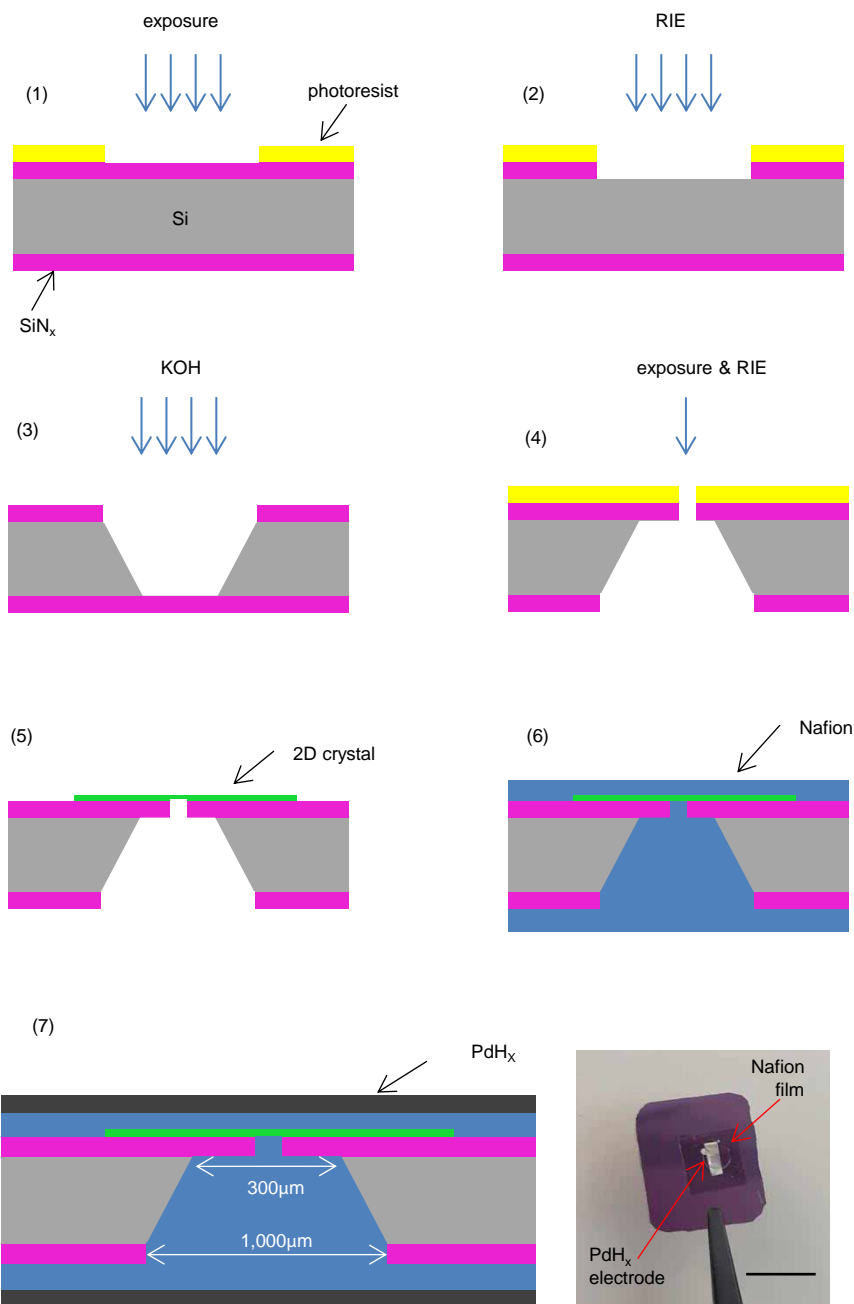 exposure
RIE
(1)
photoresist
(2)
Si
SiNₓ
KOH
exposure & RIE
(3)
(4)
(5)
2D crystal
(6)
Nafion
(7)
PdHₓ
300μm
1,000μm
Nafion
film
PdHₓ
electrode